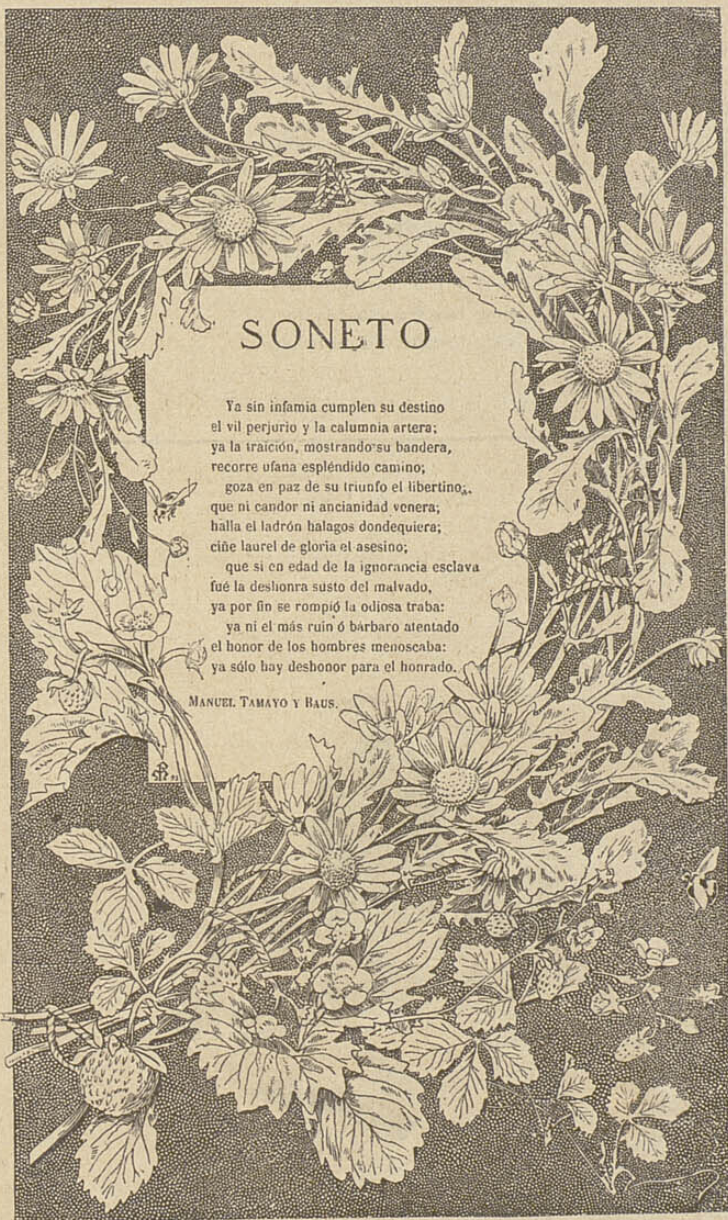 SONETO
Ya sin infamia cumplen su destino
el vil perjurio y la calumnia artera;
ya la traición, mostrando su bandera,
recorre ufana espléndido camino;
goza en paz de su triunfo el libertino,
que ni candor ni ancianidad venera;
halla el ladrón halagos dondequiera;
ciñe laurel de gloria el asesino;
que si en edad de la ignorancia esclava
fué la deshonra susto del malvado,
ya por fin se rompió la odiosa traba:
ya ni el más ruin ó bárbaro atentado
el honor de los hombres menoscaba:
ya sólo hay deshonor para el honrado.
MANUEL TAMAYO Y BAUS.